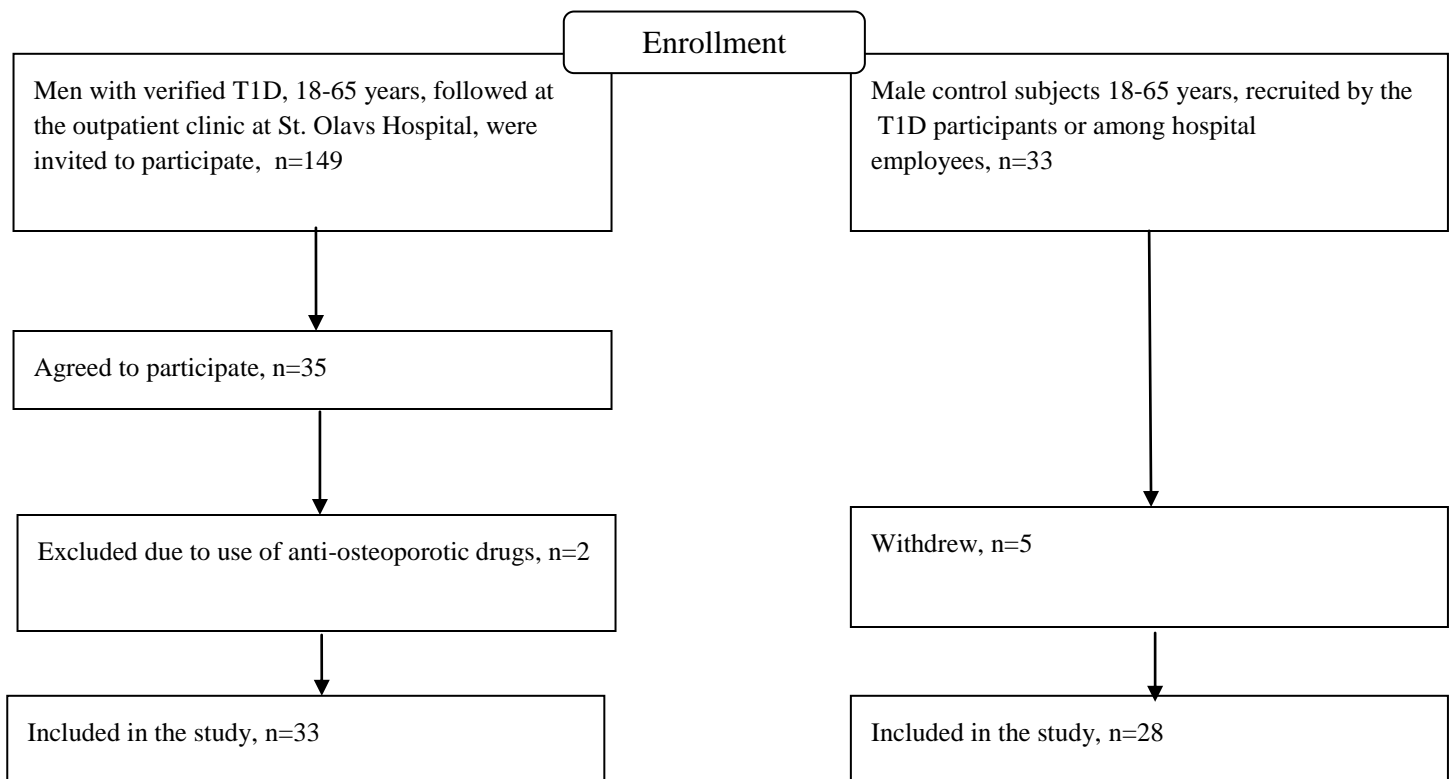 Enrollment
Men with verified T1D, 18-65 years, followed at
the outpatient clinic at St. Olavs Hospital, were
invited to participate, n=149
Male control subjects 18-65 years, recruited by the
T1D participants or among hospital
employees, n=33
Agreed to participate, n=35
Excluded due to use of anti-osteoporotic drugs, n=2
Withdrew, n=5
Included in the study, n=33
Included in the study, n=28